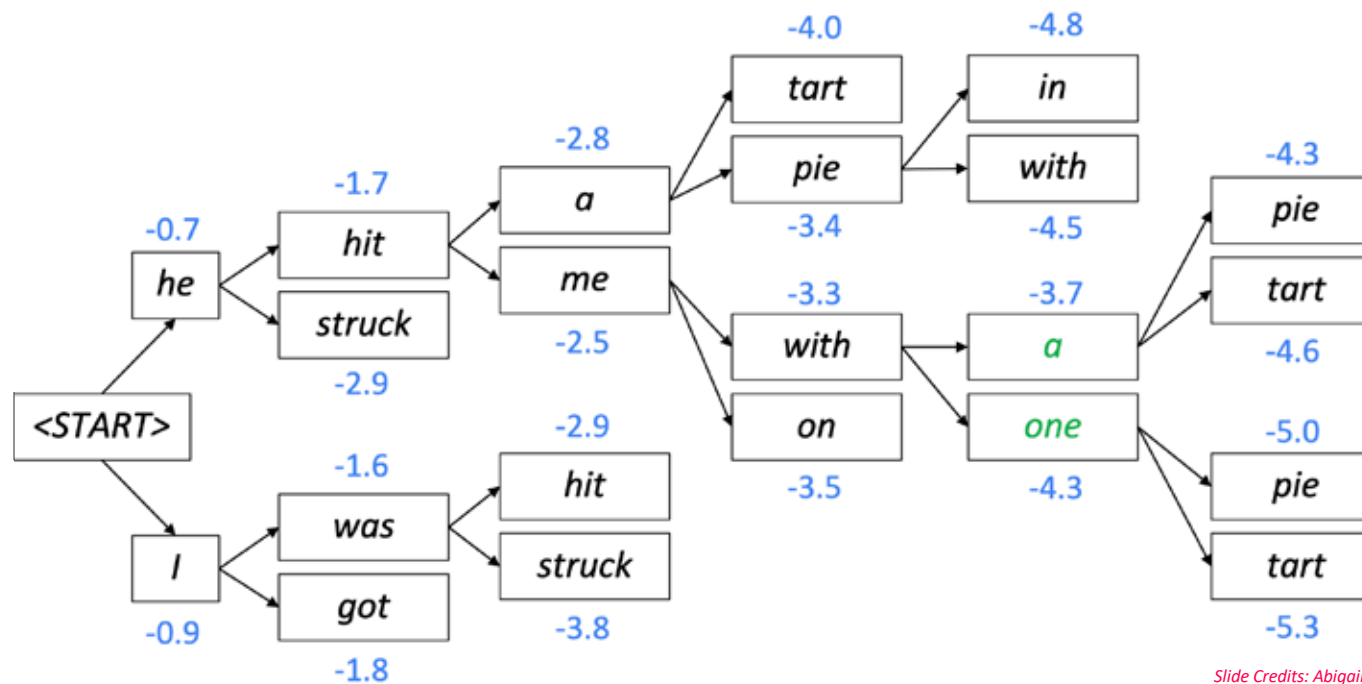 -4.0
-4.8
tart
in
-2.8
-4.3
-1.7
a
pie
with
pie
-0.7
hit
-3.4
-4.5
he
me
-3.3
-3.7
tart
struck
-2.5
with
a
-4.6
-2.9
<START>
on
one
-2.9
-5.0
-1.6
hit
-3.5
-4.3
pie
was
I
struck
tart
got
-0.9
-3.8
-5.3
-1.8
Slide Credits: Abigail